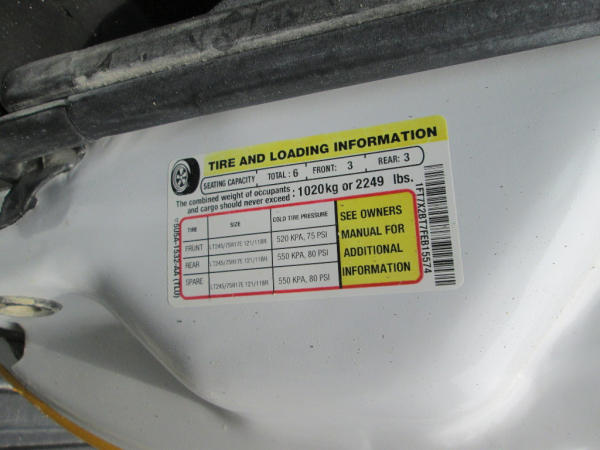 TIRE AND LOADING INFORMATION
SEATING CAPACITY TOTAL : 6 FRONT: 3 REAR: 3
The combined weight of occupants and cargo should never exceed : 1020kg or 2249 lbs.
TIRE SIZE COLD TIRE PRESSURE
FRONT LT245/75R17E 121/118R 520 KPA, 75 PSI
REAR LT245/75R17E 121/118R 550 KPA, 80 PSI
SPARE LT245/75R17E 121/118R 550 KPA, 80 PSI
SEE OWNERS
MANUAL FOR
ADDITIONAL
INFORMATION